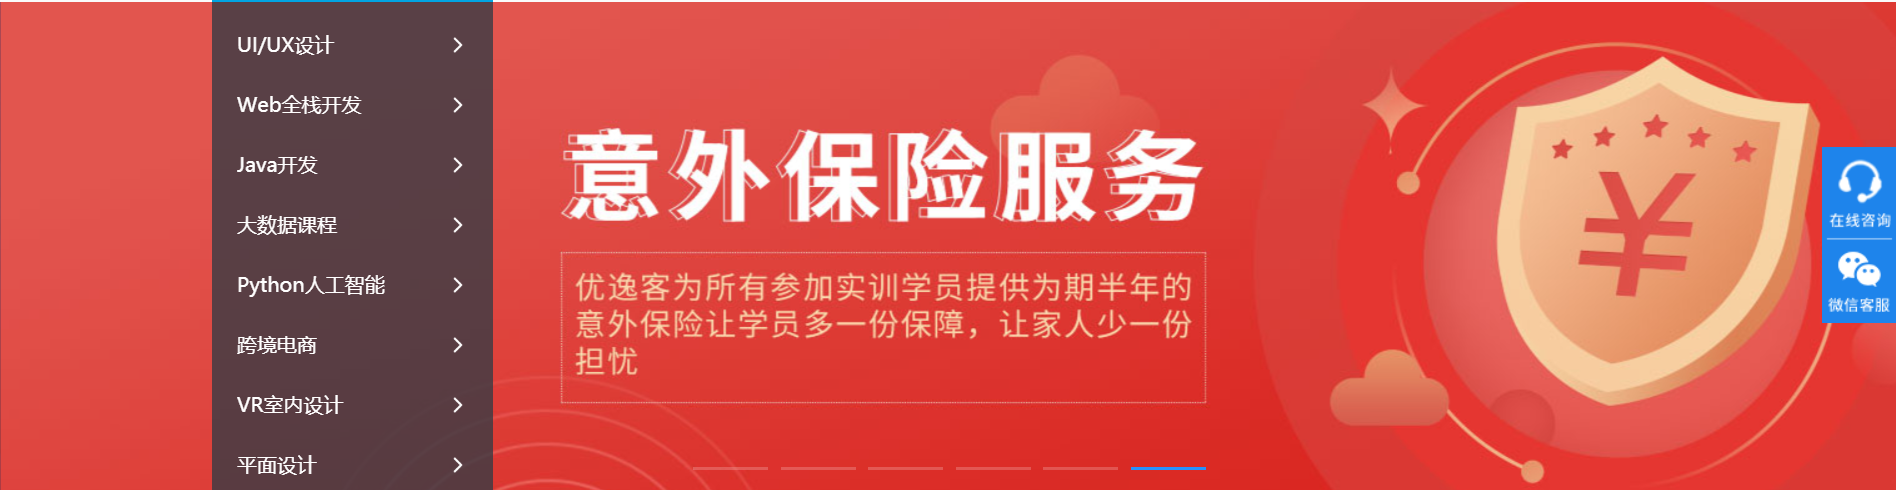 UI/UX设计
Web全栈开发
Java开发
大数据课程
Python人工智能
跨境电商
VR室内设计
平面设计
意外保险服务
优逸客为所有参加实训学员提供为期半年的
意外保险让学员多一份保障，让家人少一份
担忧
¥
在线咨询
微信客服